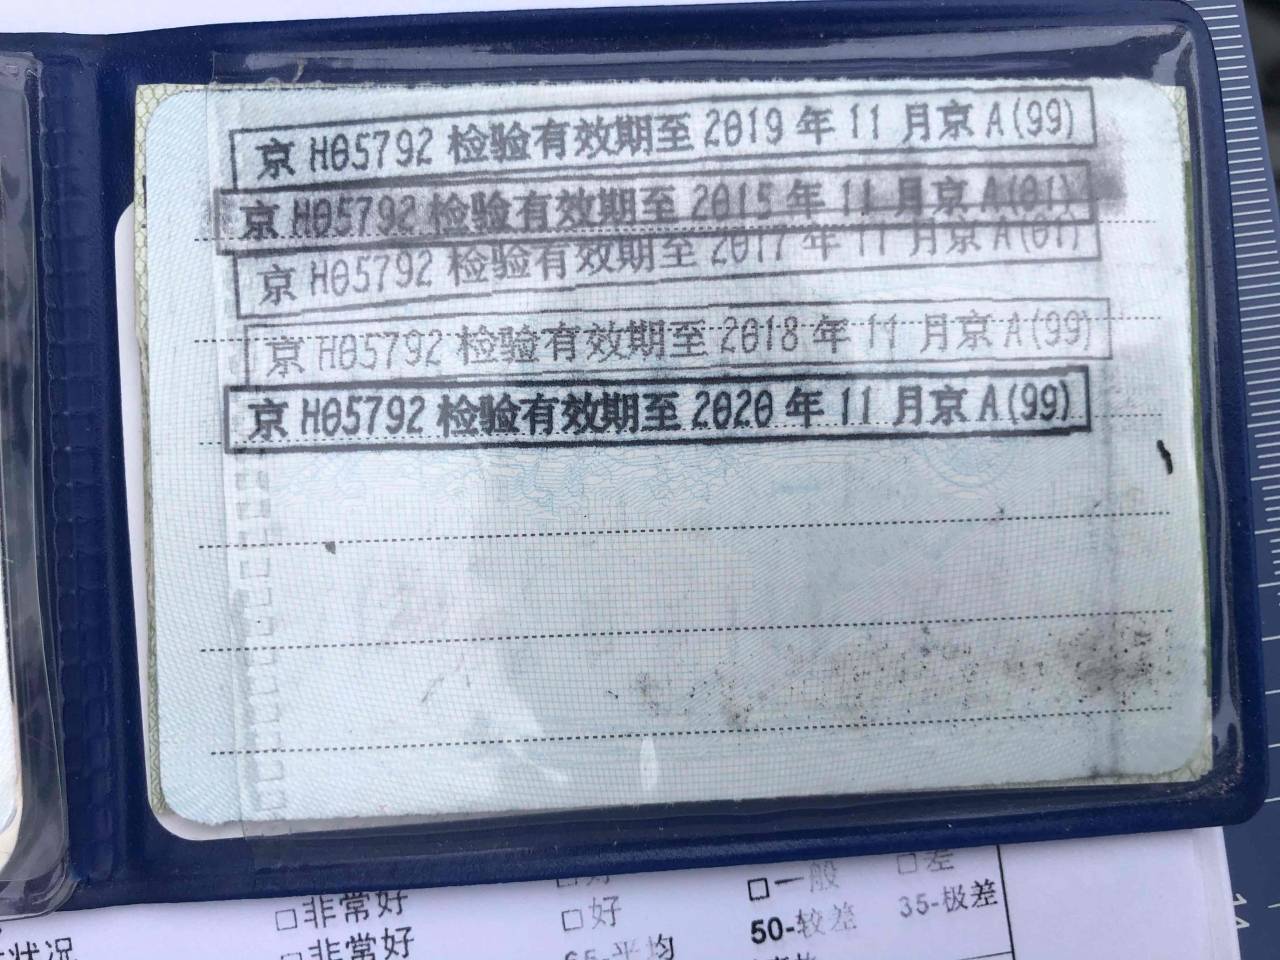 京 H05792 检验有效期至 2019 年 11 月京 A(99)
京 H05792 检验有效期至 2015 年 11 月京 A(01)
京 H05792 检验有效期至 2017 年 11 月京 A(01)
京 H05792 检验有效期至 2018 年 11 月京 A(99)
京 H05792 检验有效期至 2020 年 11 月京 A(99)
□非常好 □好 □一般 □差
状况 □非常好 65-平均 50-较差 35-极差
11